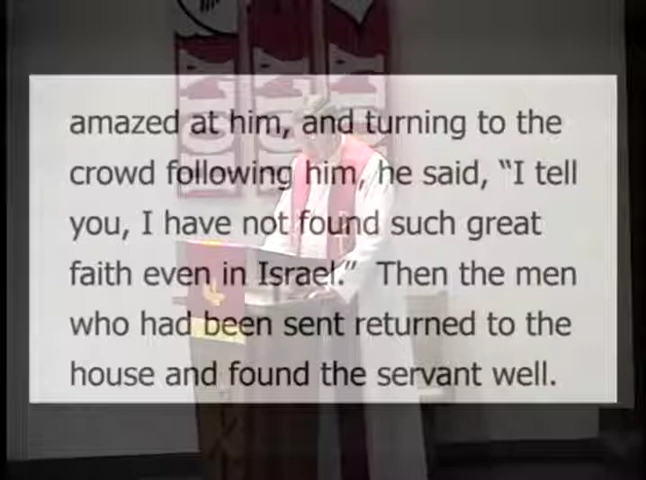 amazed at him, and turning to the
crowd following him, he said, “I tell
you, I have not found such great
faith even in Israel.”  Then the men
who had been sent returned to the
house and found the servant well.